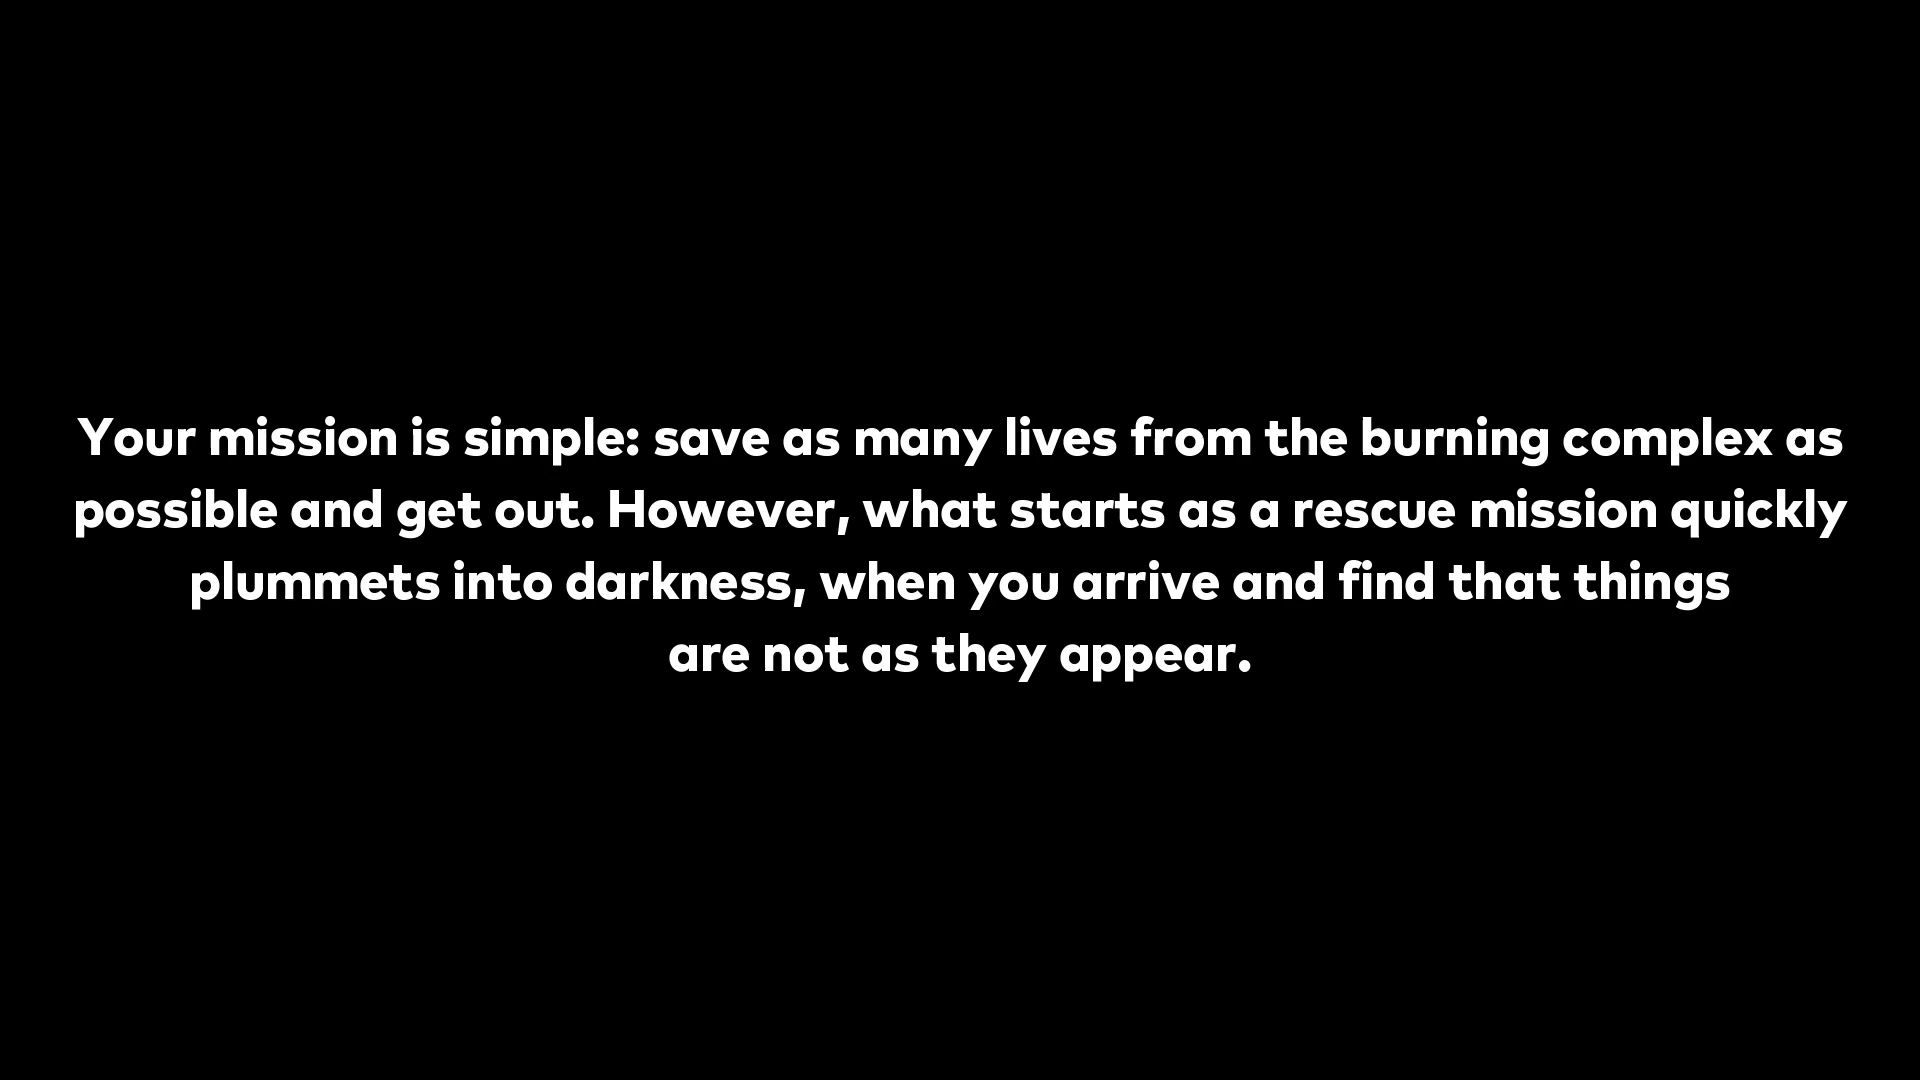 Your mission is simple: save as many lives from the burning complex as
possible and get out. However, what starts as a rescue mission quickly
plummets into darkness, when you arrive and find that things
are not as they appear.